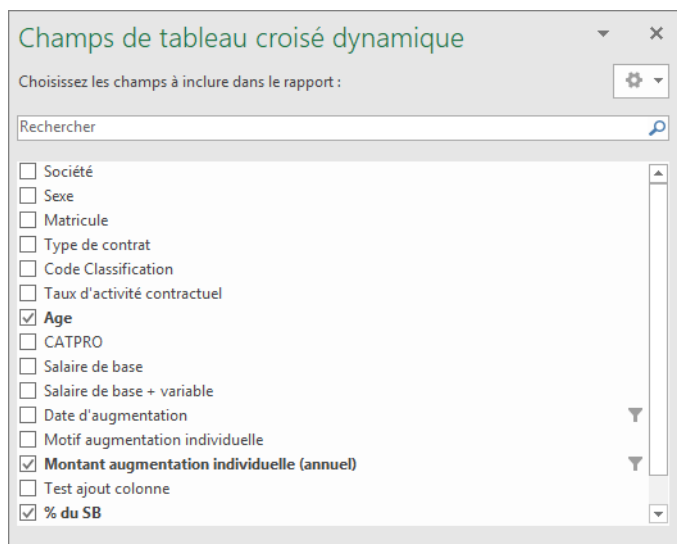 Champs de tableau croisé dynamique
Choisissez les champs à inclure dans le rapport :
Rechercher
Société
Sexe
Matricule
Type de contrat
Code Classification
Taux d'activité contractuel
Age
CATPRO
Salaire de base
Salaire de base + variable
Date d'augmentation
Motif augmentation individuelle
Montant augmentation individuelle (annuel)
Test ajout colonne
% du SB